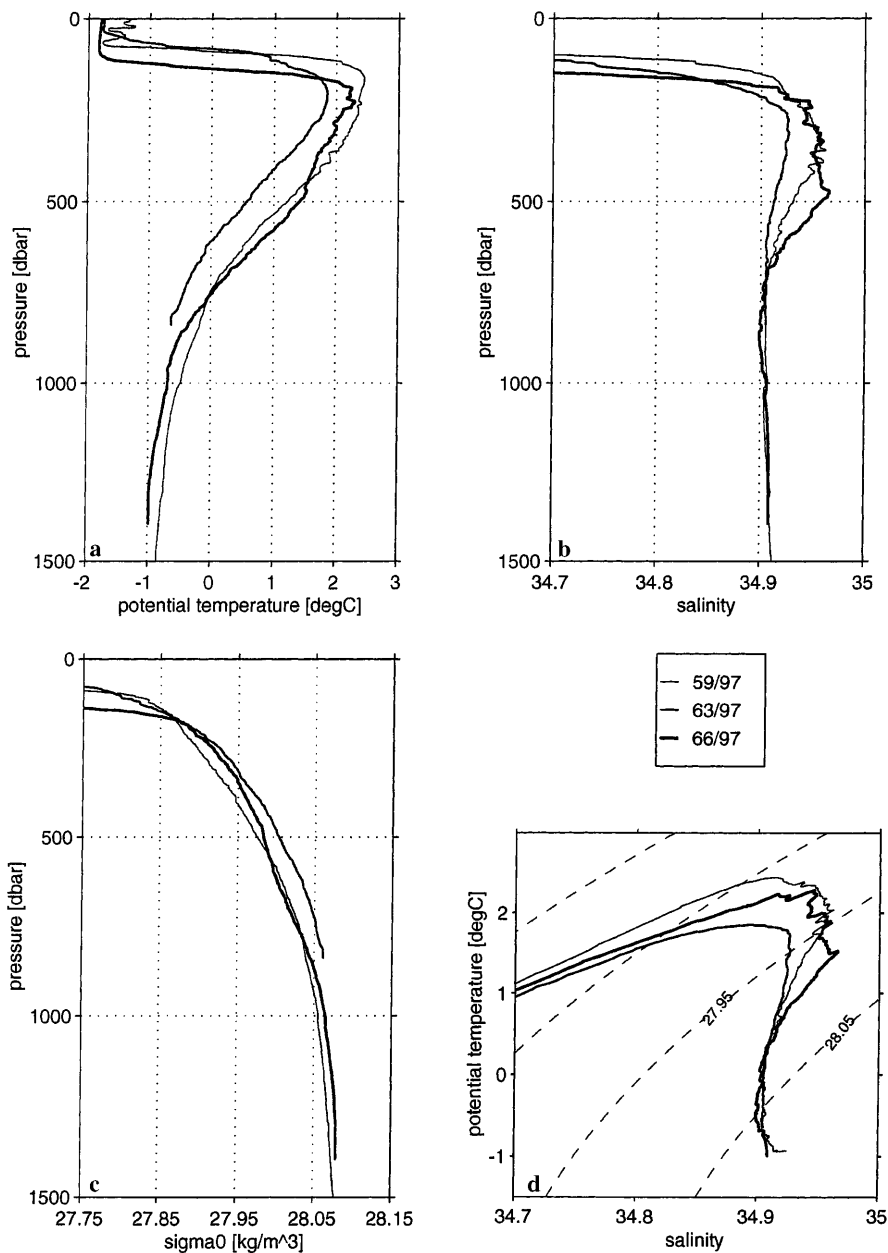 0
500
1000
1500
pressure [dbar]
a
-2 -1 0 1 2 3
potential temperature [degC]
0
500
1000
1500
pressure [dbar]
b
34.7 34.8 34.9 35
salinity
0
500
1000
1500
pressure [dbar]
c
27.75 27.85 27.95 28.05 28.15
sigma0 [kg/m^3]
59/97
63/97
66/97
2
1
0
-1
potential temperature [degC]
27.95
28.05
d
34.7 34.8 34.9 35
salinity